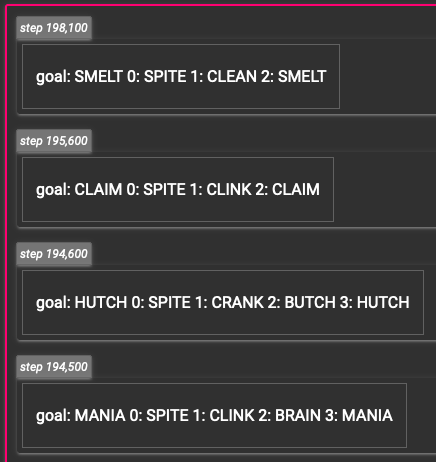 step 198,100
goal: SMELT 0: SPITE 1: CLEAN 2: SMELT
step 195,600
goal: CLAIM 0: SPITE 1: CLINK 2: CLAIM
step 194,600
goal: HUTCH 0: SPITE 1: CRANK 2: BUTCH 3: HUTCH
step 194,500
goal: MANIA 0: SPITE 1: CLINK 2: BRAIN 3: MANIA